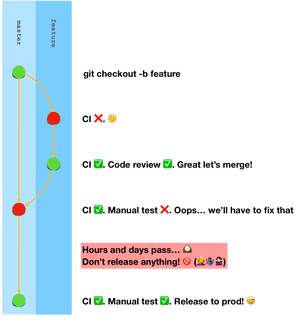 master
feature
git checkout -b feature
CI ❌. 🤔
CI ✅. Code review ✅. Great let's merge!
CI ✅. Manual test ❌. Oops… we'll have to fix that
Hours and days pass… 🕰
Don't release anything! 🚫 (🙅‍♀️🙅🏿‍♂️🤷🏻‍♀️)
CI ✅. Manual test ✅. Release to prod! 😅